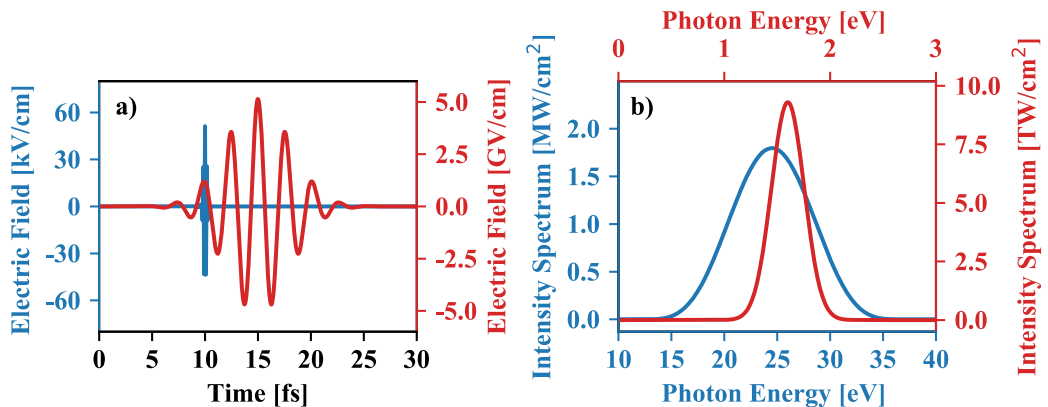 a)
Electric Field [kV/cm]
60
30
0
-30
-60
Electric Field [GV/cm]
5.0
2.5
0.0
-2.5
-5.0
0 5 10 15 20 25 30
Time [fs]
Photon Energy [eV]
0 1 2 3
b)
Intensity Spectrum [MW/cm²]
2.0
1.5
1.0
0.5
0.0
Intensity Spectrum [TW/cm²]
10.0
7.5
5.0
2.5
0.0
10 15 20 25 30 35 40
Photon Energy [eV]